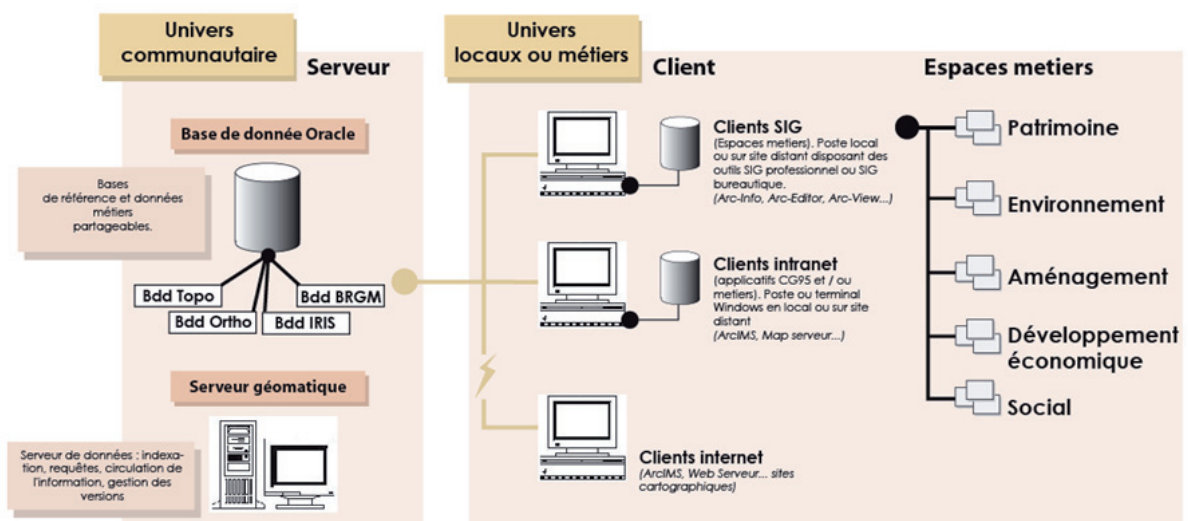 Univers
communautaire
Serveur
Base de donnée Oracle
Bases
de référence et données
métiers
partageables.
Bdd Topo
Bdd BRGM
Bdd Ortho
Bdd IRIS
Serveur géomatique
Serveur de données : indexa-
tion, requêtes, circulation de
l'information, gestion des
versions
Univers
locaux ou métiers
Client
Clients SIG
(Espaces metiers). Poste local
ou sur site distant disposant des
outils SIG professionnel ou SIG
bureautique.
(Arc-Info, Arc-Editor, Arc-View...)
Clients intranet
(applicatifs CG95 et / ou
metiers). Poste ou terminal
Windows en local ou sur site
distant
(ArcIMS, Map serveur...)
Clients internet
(ArcIMS, Web Serveur... sites
cartographiques)
Espaces metiers
Patrimoine
Environnement
Aménagement
Développement
économique
Social